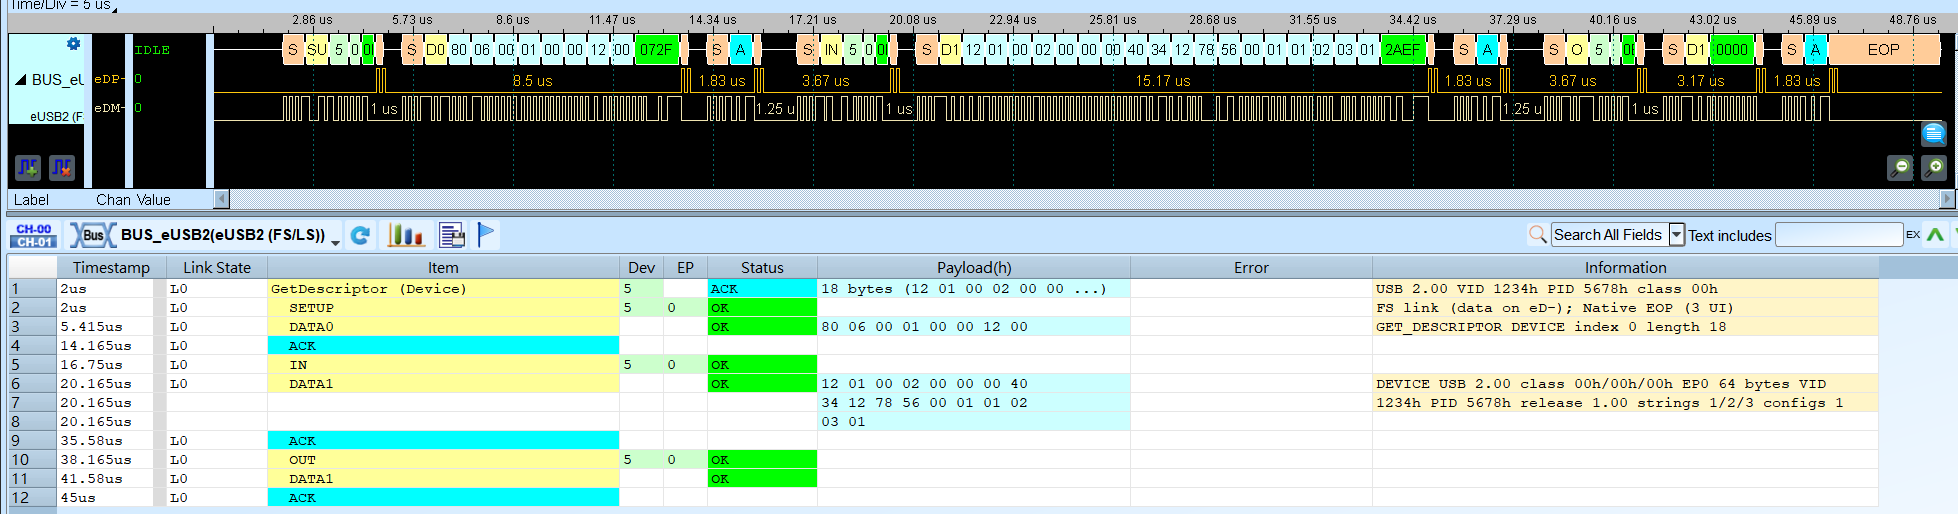 Time/Div = 5 us
2.86 us 5.73 us 8.6 us 11.47 us 14.34 us 17.21 us 20.08 us 22.94 us 25.81 us 28.68 us 31.55 us 34.42 us 37.29 us 40.16 us 43.02 us 45.89 us 48.76 us
IDLE S SU 5 0 S D0 80 06 00 01 00 00 12 00 072F S A S IN 5 0 S D1 12 01 00 02 00 00 00 40 34 12 78 56 00 01 01 02 03 01 2AEF S A S O 5 S D1 0000 S A EOP
BUS_eU eDP- 0 8.5 us 1.83 us 3.67 us 15.17 us 1.83 us 3.67 us 3.17 us 1.83 us
eDM- 0 1 us 1.25 u 1 us 1.25 u 1 us
eUSB2 (F
Label Chan Value
CH-00
CH-01
Bus BUS_eUSB2(eUSB2 (FS/LS)) Search All Fields Text includes EX
Timestamp Link State Item Dev EP Status Payload(h) Error Information
1 2us L0 GetDescriptor (Device) 5 ACK 18 bytes (12 01 00 02 00 00 ...) USB 2.00 VID 1234h PID 5678h class 00h
2 2us L0 SETUP 5 0 OK FS link (data on eD-); Native EOP (3 UI)
3 5.415us L0 DATA0 OK 80 06 00 01 00 00 12 00 GET_DESCRIPTOR DEVICE index 0 length 18
4 14.165us L0 ACK
5 16.75us L0 IN 5 0 OK
6 20.165us L0 DATA1 OK 12 01 00 02 00 00 00 40 DEVICE USB 2.00 class 00h/00h/00h EP0 64 bytes VID
7 20.165us 34 12 78 56 00 01 01 02 1234h PID 5678h release 1.00 strings 1/2/3 configs 1
8 20.165us 03 01
9 35.58us L0 ACK
10 38.165us L0 OUT 5 0 OK
11 41.58us L0 DATA1 OK
12 45us L0 ACK